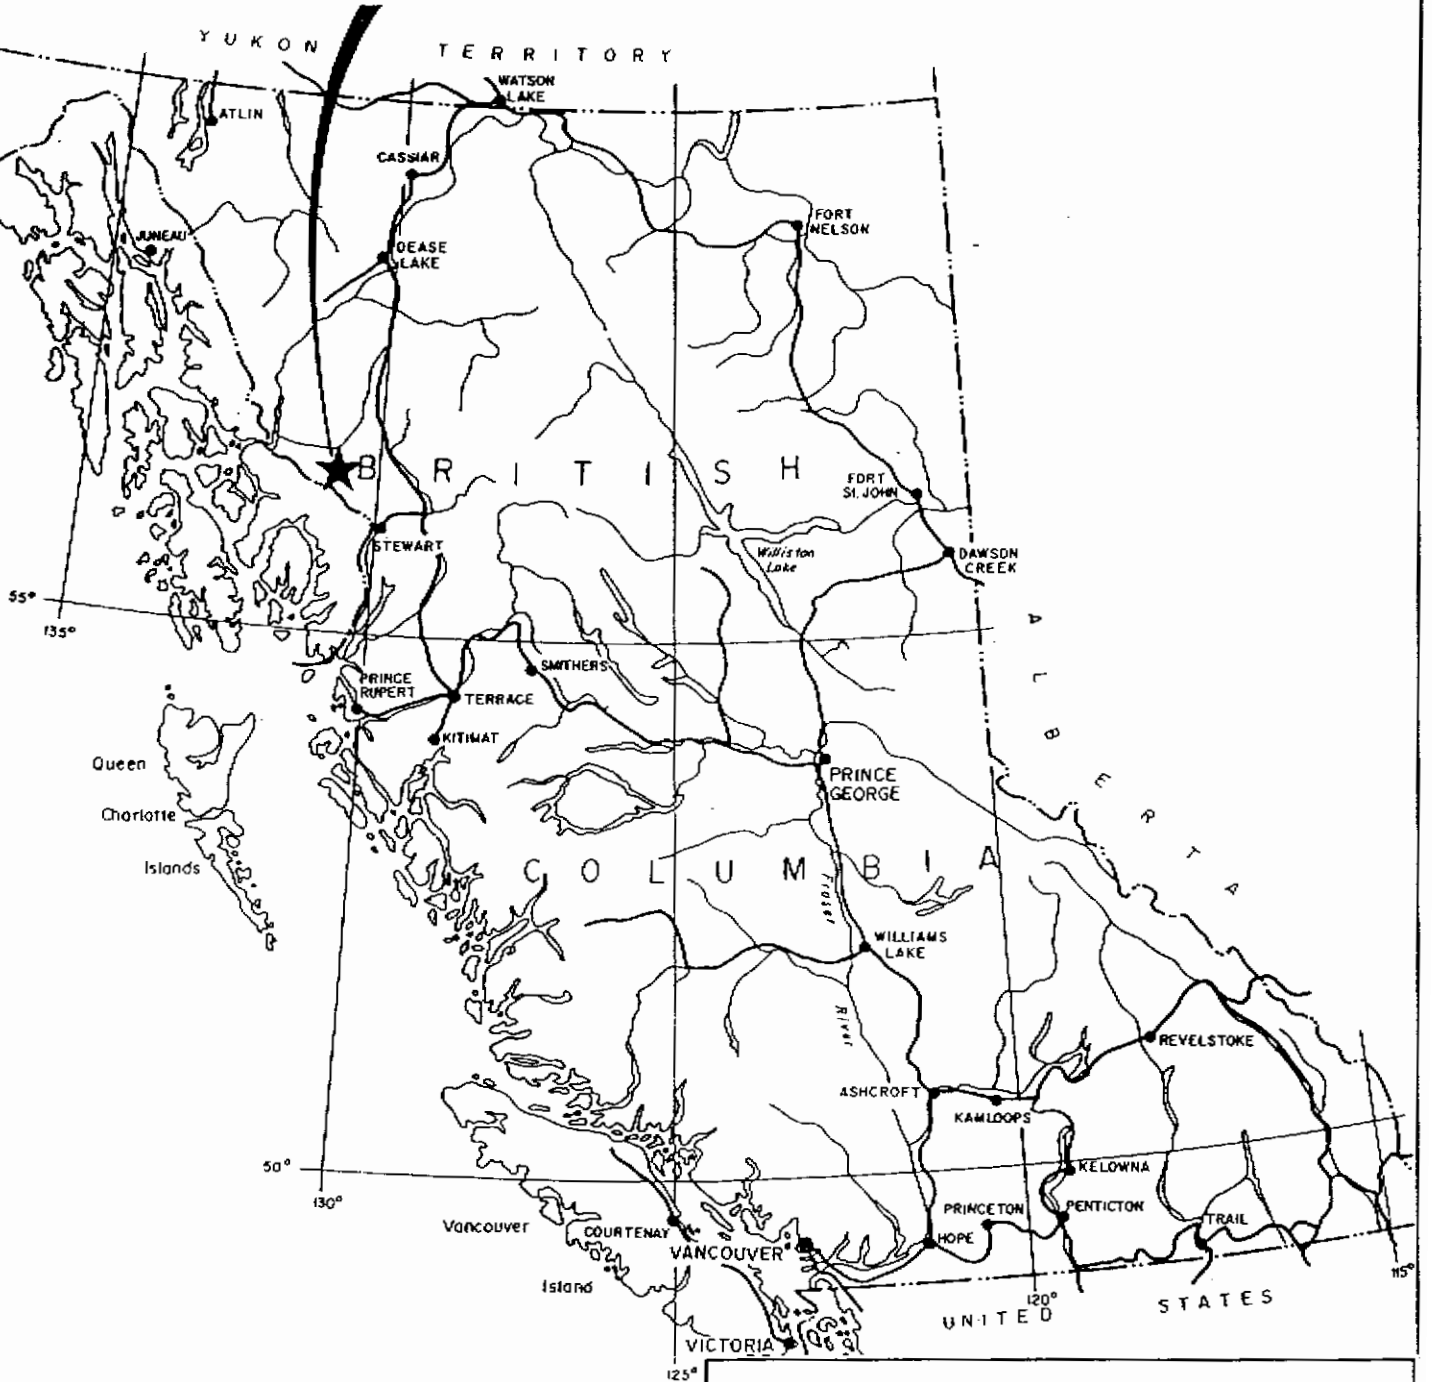 YUKON TERRITORY
WATSON
LAKE
ATLIN
CASSIAR
JUNEAU
DEASE
LAKE
FORT
NELSON
BRITISH
FORT
St. JOHN
STEWART
Williston
Lake
DAWSON
CREEK
55°
135°
ALBERTA
SMITHERS
PRINCE
RUPERT
TERRACE
KITIMAT
Queen
Charlotte
Islands
PRINCE
GEORGE
COLUMBIA
Fraser
River
WILLIAMS
LAKE
REVELSTOKE
ASHCROFT
KAMLOOPS
50°
130°
KELOWNA
PRINCETON
PENTICTON
TRAIL
Vancouver
Island
COURTENAY
VANCOUVER
HOPE
115°
120°
UNITED STATES
VICTORIA
125°